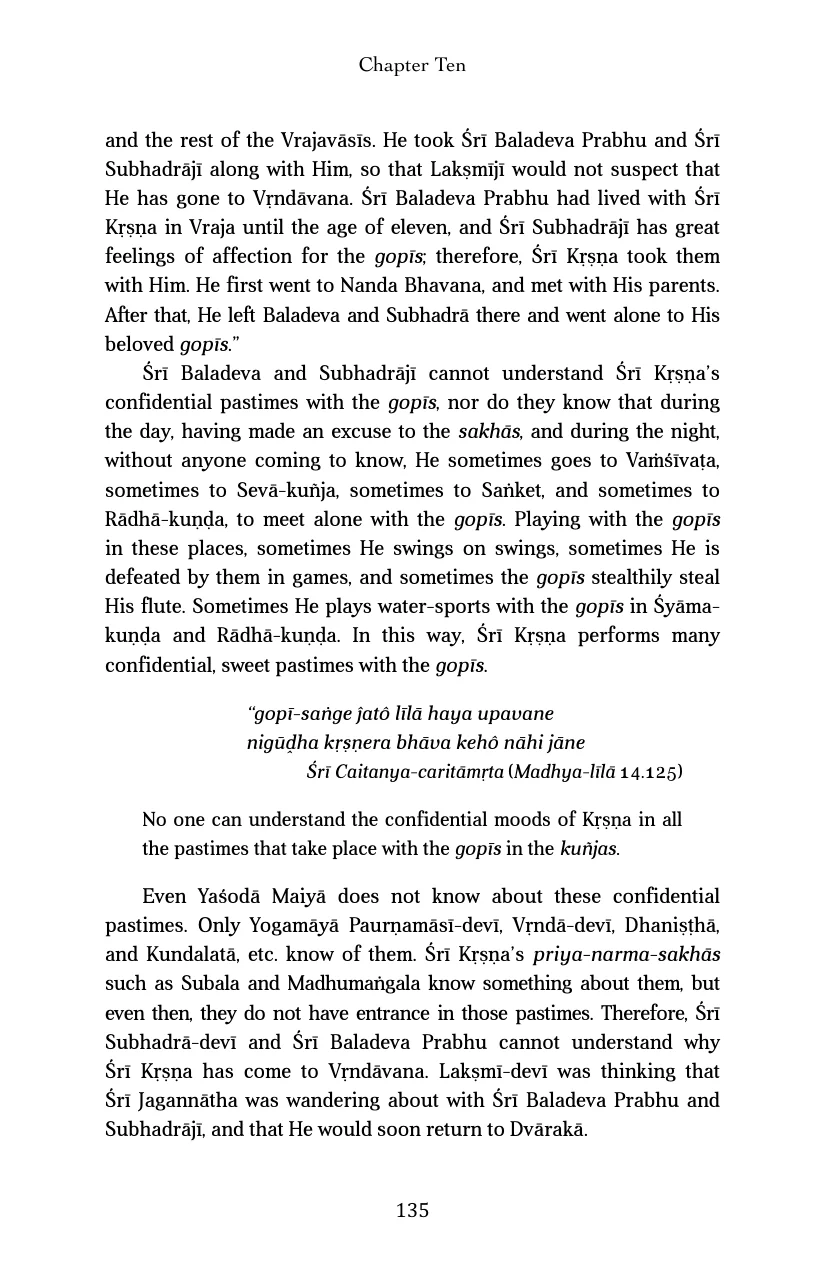 Chapter Ten
and the rest of the Vrajavāsīs. He took Śrī Baladeva Prabhu and Śrī
Subhadrājī along with Him, so that Lakṣmījī would not suspect that
He has gone to Vṛndāvana. Śrī Baladeva Prabhu had lived with Śrī
Kṛṣṇa in Vraja until the age of eleven, and Śrī Subhadrājī has great
feelings of affection for the gopīs; therefore, Śrī Kṛṣṇa took them
with Him. He first went to Nanda Bhavana, and met with His parents.
After that, He left Baladeva and Subhadrā there and went alone to His
beloved gopīs.”
Śrī Baladeva and Subhadrājī cannot understand Śrī Kṛṣṇa’s
confidential pastimes with the gopīs, nor do they know that during
the day, having made an excuse to the sakhās, and during the night,
without anyone coming to know, He sometimes goes to Vaṁśīvaṭa,
sometimes to Sevā-kuñja, sometimes to Saṅket, and sometimes to
Rādhā-kuṇḍa, to meet alone with the gopīs. Playing with the gopīs
in these places, sometimes He swings on swings, sometimes He is
defeated by them in games, and sometimes the gopīs stealthily steal
His flute. Sometimes He plays water-sports with the gopīs in Śyāma-
kuṇḍa and Rādhā-kuṇḍa. In this way, Śrī Kṛṣṇa performs many
confidential, sweet pastimes with the gopīs.
“gopī-saṅge ĵatô līlā haya upavane
nigūḓha kṛṣṇera bhāva kehô nāhi jāne
Śrī Caitanya-caritāmṛta (Madhya-līlā 14.125)
No one can understand the confidential moods of Kṛṣṇa in all
the pastimes that take place with the gopīs in the kuñjas.
Even Yaśodā Maiyā does not know about these confidential
pastimes. Only Yogamāyā Paurṇamāsī-devī, Vṛndā-devī, Dhaniṣṭhā,
and Kundalatā, etc. know of them. Śrī Kṛṣṇa’s priya-narma-sakhās
such as Subala and Madhumaṅgala know something about them, but
even then, they do not have entrance in those pastimes. Therefore, Śrī
Subhadrā-devī and Śrī Baladeva Prabhu cannot understand why
Śrī Kṛṣṇa has come to Vṛndāvana. Lakṣmī-devī was thinking that
Śrī Jagannātha was wandering about with Śrī Baladeva Prabhu and
Subhadrājī, and that He would soon return to Dvārakā.
135